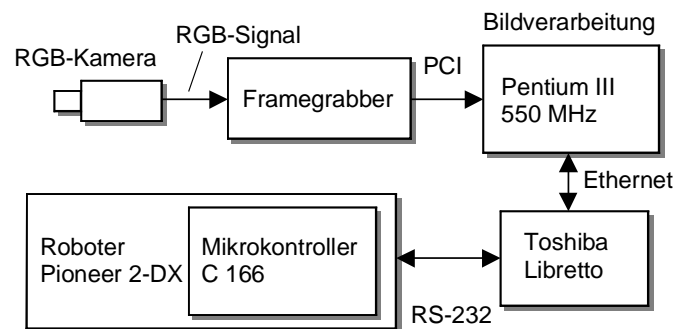 Bildverarbeitung
RGB-Signal
RGB-Kamera
Framegrabber
PCI
Pentium III
550 MHz
Ethernet
Roboter
Pioneer 2-DX
Mikrokontroller
C 166
Toshiba
Libretto
RS-232